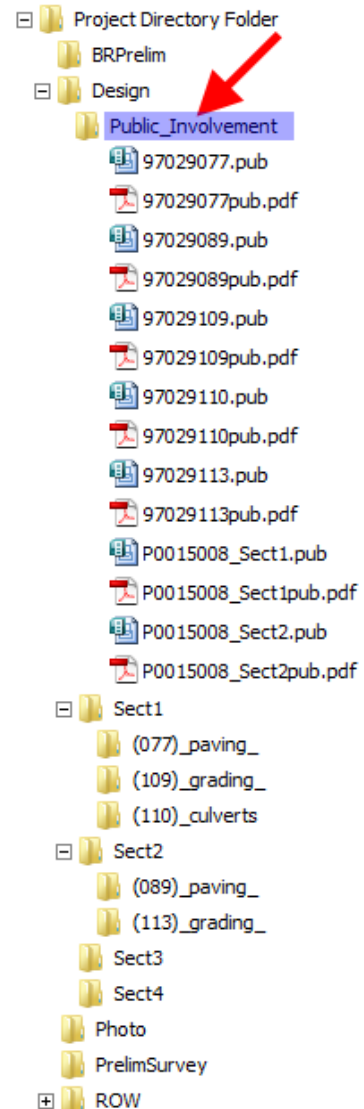 Project Directory Folder
BRPrelim
Design
Public_Involvement
97029077.pub
97029077pub.pdf
97029089.pub
97029089pub.pdf
97029109.pub
97029109pub.pdf
97029110.pub
97029110pub.pdf
97029113.pub
97029113pub.pdf
P0015008_Sect1.pub
P0015008_Sect1pub.pdf
P0015008_Sect2.pub
P0015008_Sect2pub.pdf
Sect1
(077)_paving_
(109)_grading_
(110)_culverts
Sect2
(089)_paving_
(113)_grading_
Sect3
Sect4
Photo
PrelimSurvey
ROW